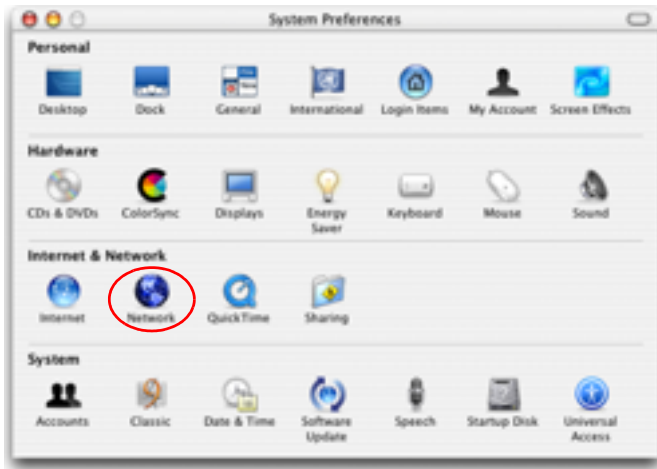 System Preferences
Personal
Desktop Dock General International Login Items My Account Screen Effects
Hardware
CDs & DVDs ColorSync Displays Energy Saver Keyboard Mouse Sound
Internet & Network
Internet Network QuickTime Sharing
System
Accounts Classic Date & Time Software Update Speech Startup Disk Universal Access